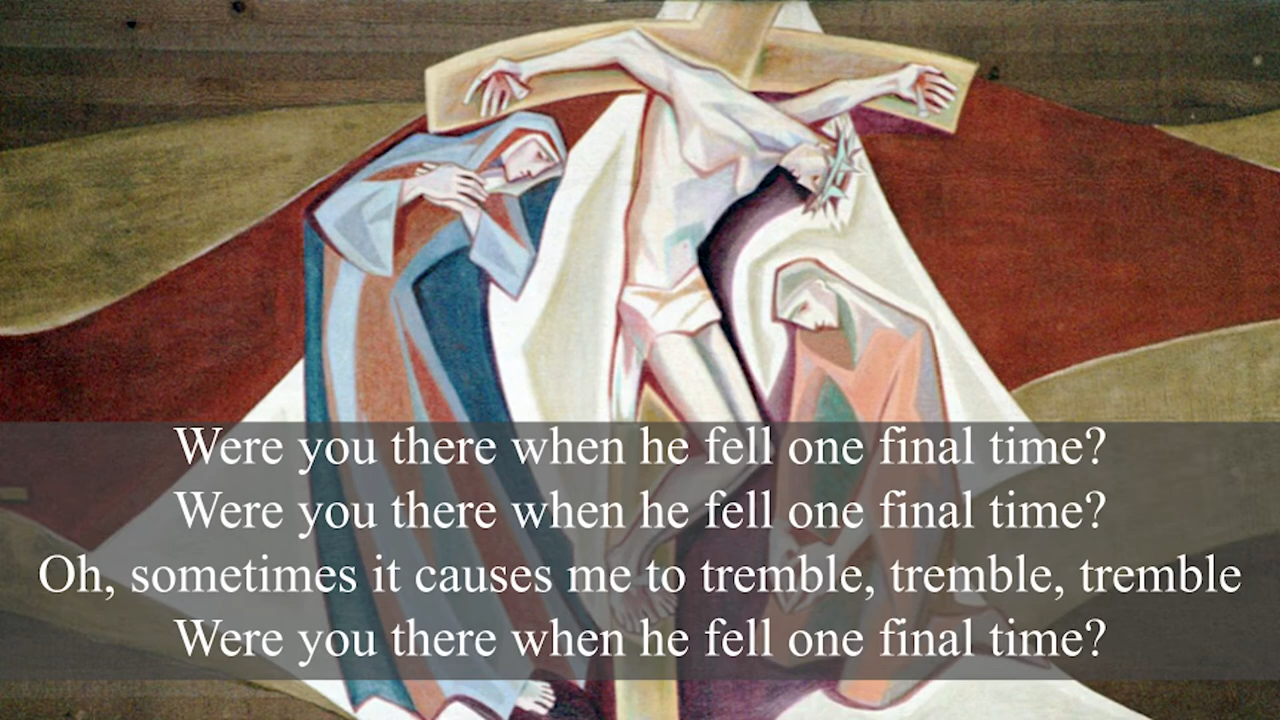 Were you there when he fell one final time?
Were you there when he fell one final time?
Oh, sometimes it causes me to tremble, tremble, tremble
Were you there when he fell one final time?